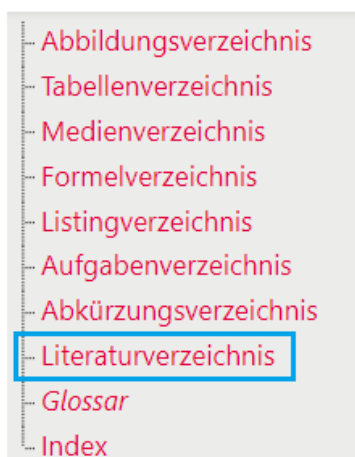 Abbildungsverzeichnis
Tabellenverzeichnis
Medienverzeichnis
Formelverzeichnis
Listingverzeichnis
Aufgabenverzeichnis
Abkürzungsverzeichnis
Literaturverzeichnis
Glossar
Index